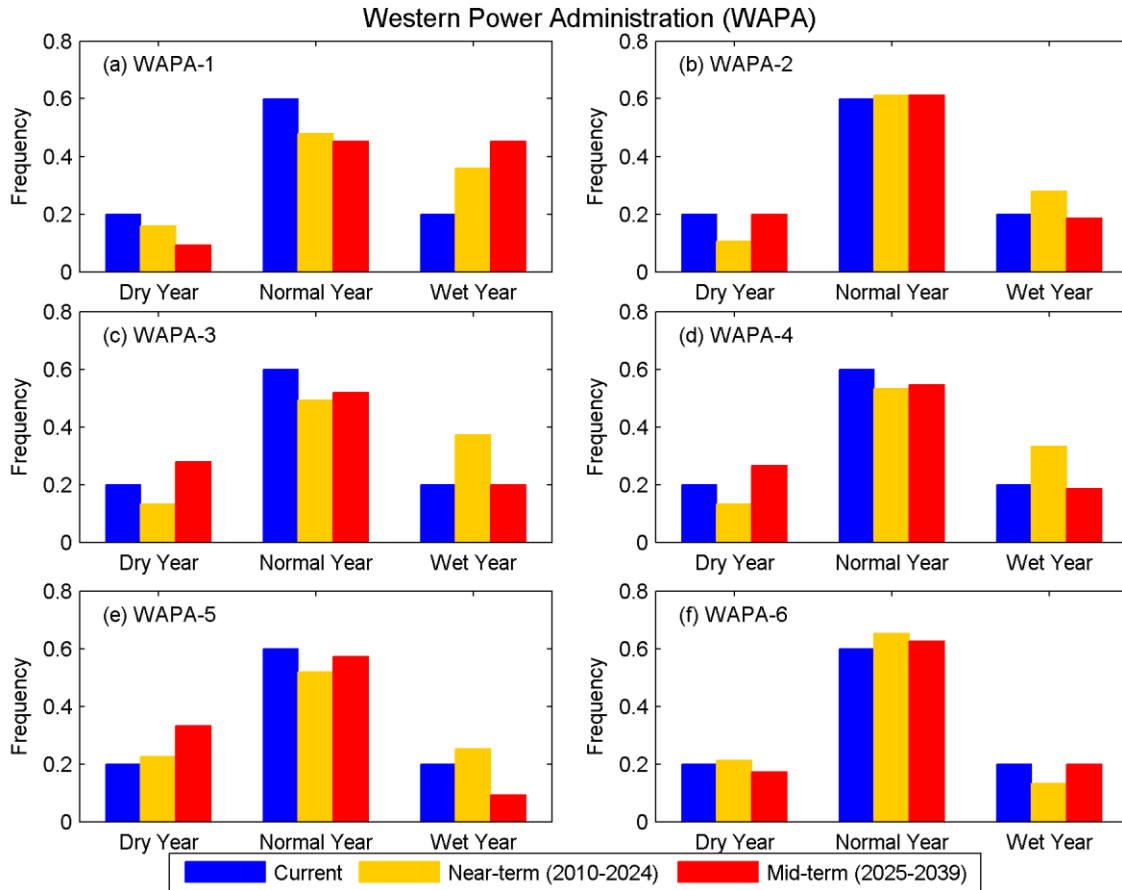 Western Power Administration (WAPA)
(a) WAPA-1
Frequency
0.8
0.6
0.4
0.2
0
Dry Year Normal Year Wet Year
(b) WAPA-2
Frequency
0.8
0.6
0.4
0.2
0
Dry Year Normal Year Wet Year
(c) WAPA-3
Frequency
0.8
0.6
0.4
0.2
0
Dry Year Normal Year Wet Year
(d) WAPA-4
Frequency
0.8
0.6
0.4
0.2
0
Dry Year Normal Year Wet Year
(e) WAPA-5
Frequency
0.8
0.6
0.4
0.2
0
Dry Year Normal Year Wet Year
(f) WAPA-6
Frequency
0.8
0.6
0.4
0.2
0
Dry Year Normal Year Wet Year
Current Near-term (2010-2024) Mid-term (2025-2039)